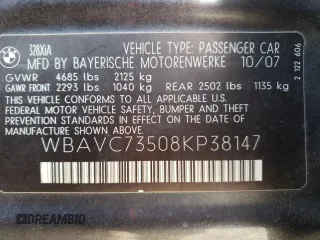 BMW
328XiA
VEHICLE TYPE: PASSENGER CAR
MFD BY BAYERISCHE MOTORENWERKE 10/07
GVWR 4685 lbs 2125 kg
GAWR FRONT 2293 lbs 1040 kg REAR 2502 lbs 1135 kg
THIS VEHICLE CONFORMS TO ALL APPLICABLE
FEDERAL MOTOR VEHICLE SAFETY, BUMPER AND
THEFT PREVENTION STANDARDS IN EFFECT ON
THE DATE OF MANUFACTURE SHOWN ABOVE.
WBAVC73508KP38147
2 122 606
© DREAMBID